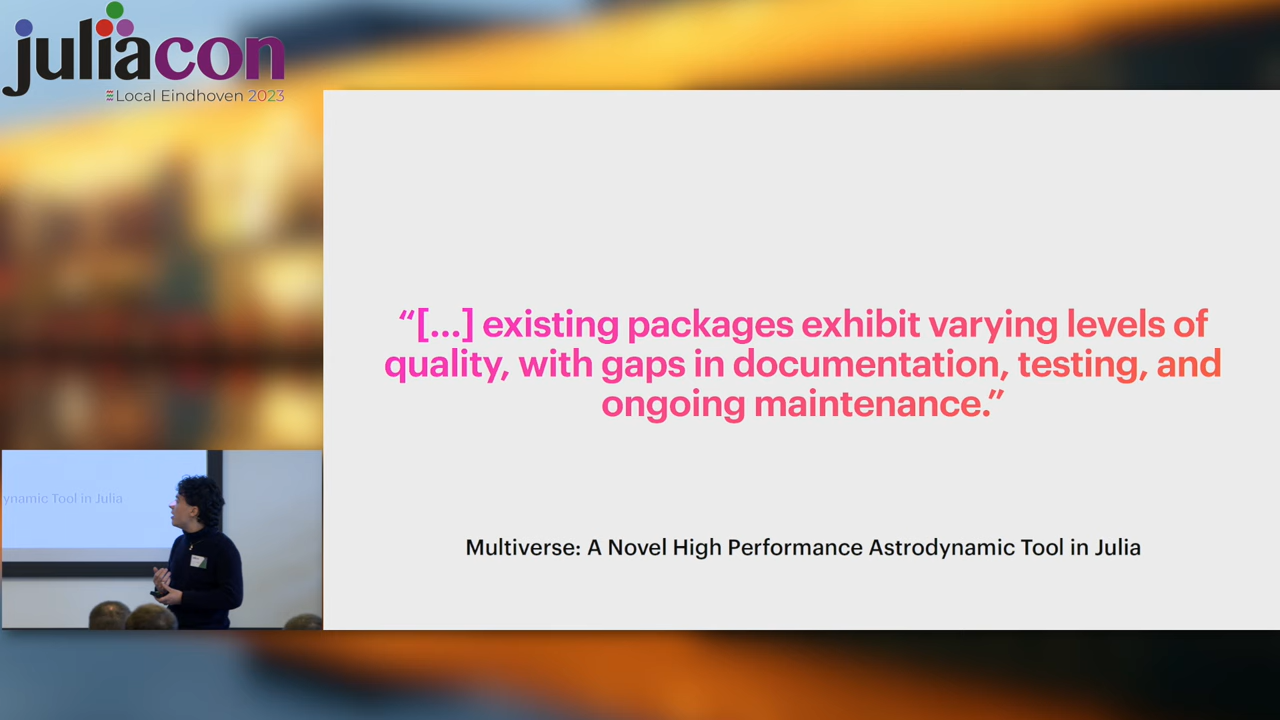 juliacon
Local Eindhoven 2023
“[...] existing packages exhibit varying levels of
quality, with gaps in documentation, testing, and
ongoing maintenance.”
ynamic Tool in Julia
Multiverse: A Novel High Performance Astrodynamic Tool in Julia